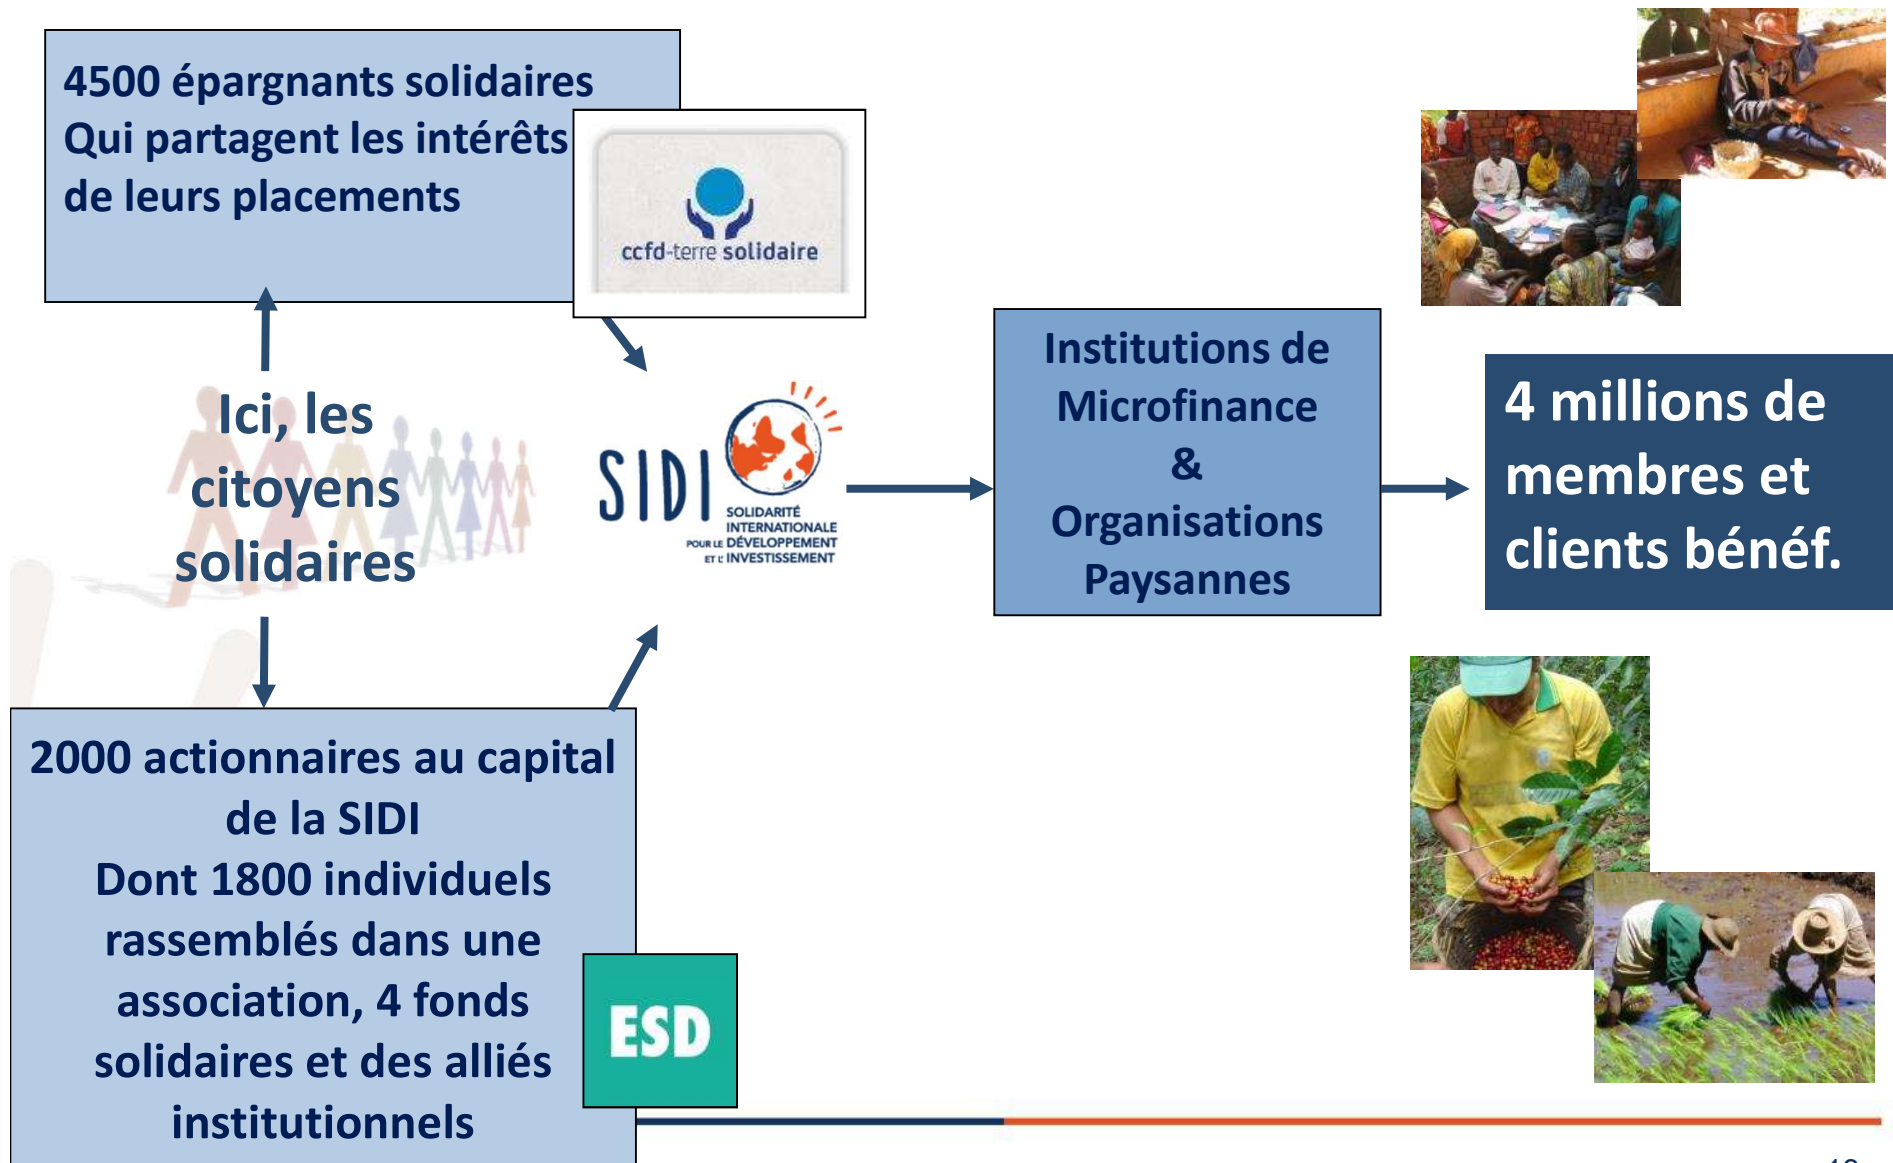 4500 épargnants solidaires
Qui partagent les intérêts
de leurs placements
ccfd-terre solidaire
Ici, les
citoyens
solidaires
SIDI
SOLIDARITÉ
INTERNATIONALE
POUR LE DÉVELOPPEMENT
ET L' INVESTISSEMENT
Institutions de
Microfinance
&
Organisations
Paysannes
4 millions de
membres et
clients bénéf.
2000 actionnaires au capital
de la SIDI
Dont 1800 individuels
rassemblés dans une
association, 4 fonds
solidaires et des alliés
institutionnels
ESD